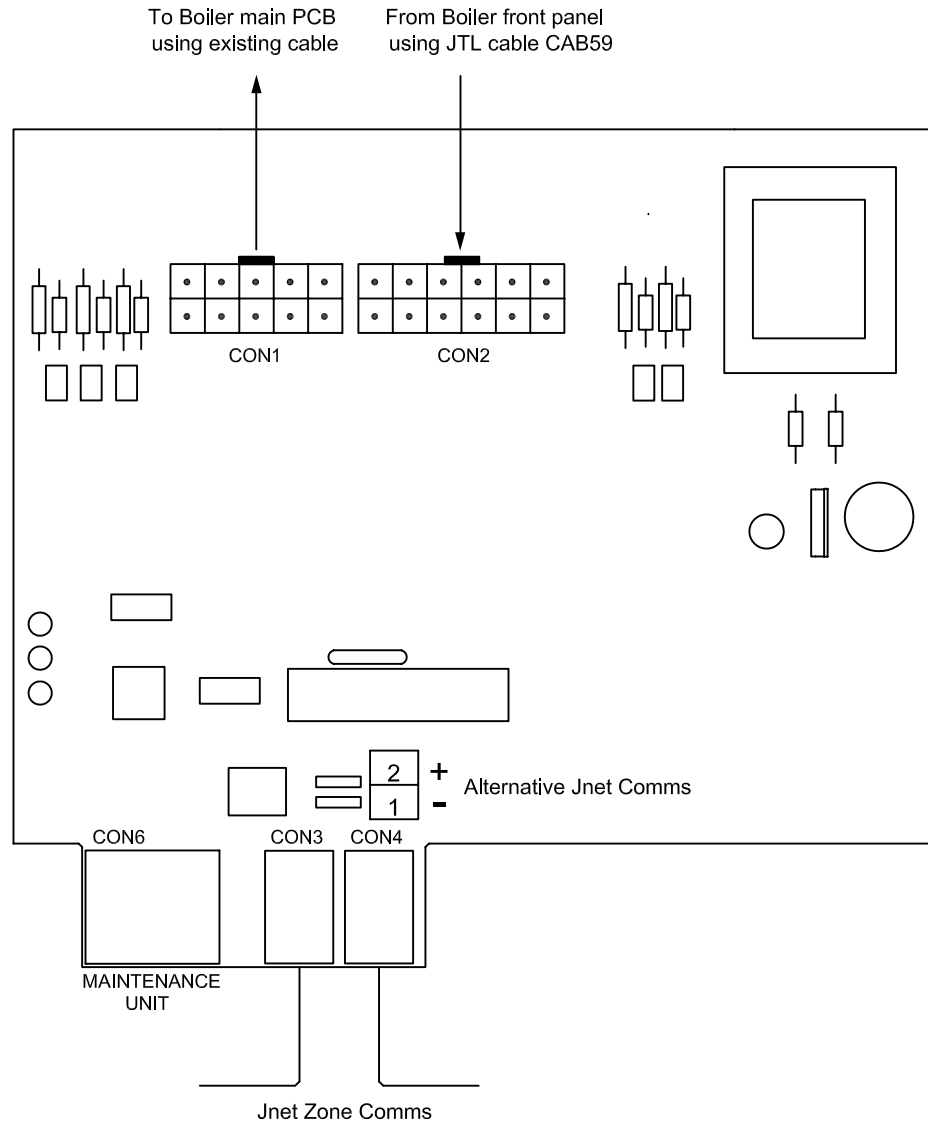 To Boiler main PCB
using existing cable
From Boiler front panel
using JTL cable CAB59
CON1
CON2
2 +
Alternative Jnet Comms
1 -
CON6
CON3
CON4
MAINTENANCE
UNIT
Jnet Zone Comms